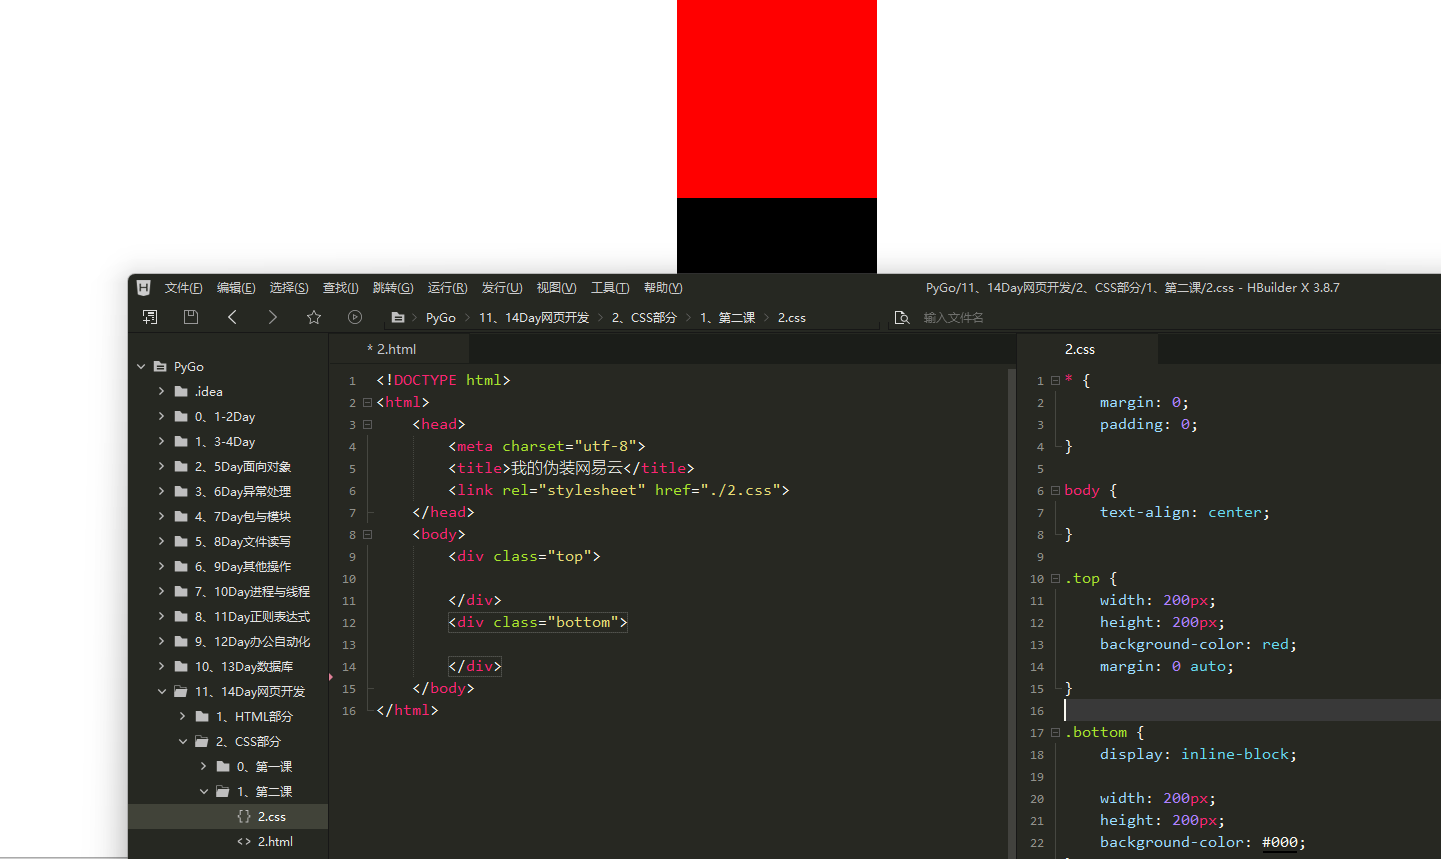 文件(F) 编辑(E) 选择(S) 查找(I) 跳转(G) 运行(R) 发行(U) 视图(V) 工具(T) 帮助(Y) PyGo/11、14Day网页开发/2、CSS部分/1、第二课/2.css - HBuilder X 3.8.7
PyGo 11、14Day网页开发 2、CSS部分 1、第二课 2.css 输入文件名
PyGo
.idea
0、1-2Day
1、3-4Day
2、5Day面向对象
3、6Day异常处理
4、7Day包与模块
5、8Day文件读写
6、9Day其他操作
7、10Day进程与线程
8、11Day正则表达式
9、12Day办公自动化
10、13Day数据库
11、14Day网页开发
1、HTML部分
2、CSS部分
0、第一课
1、第二课
{} 2.css
<> 2.html
* 2.html
1 <!DOCTYPE html>
2 <html>
3 <head>
4 <meta charset="utf-8">
5 <title>我的伪装网易云</title>
6 <link rel="stylesheet" href="./2.css">
7 </head>
8 <body>
9 <div class="top">
10
11 </div>
12 <div class="bottom">
13
14 </div>
15 </body>
16 </html>
2.css
1 * {
2 margin: 0;
3 padding: 0;
4 }
5
6 body {
7 text-align: center;
8 }
9
10 .top {
11 width: 200px;
12 height: 200px;
13 background-color: red;
14 margin: 0 auto;
15 }
16
17 .bottom {
18 display: inline-block;
19
20 width: 200px;
21 height: 200px;
22 background-color: #000;